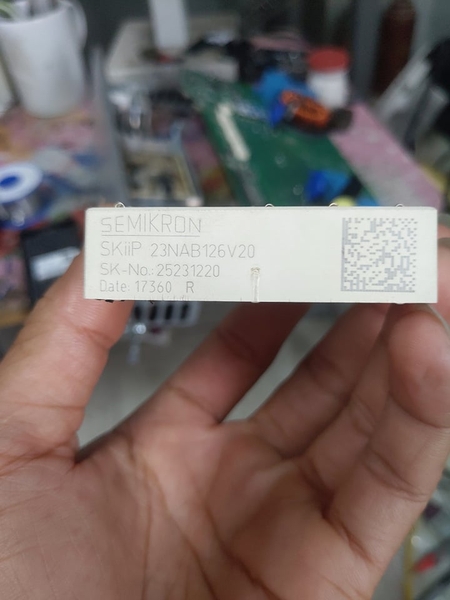 SEMIKRON
SKiiP 23NAB126V20
SK-No.: 25231220
Date: 17360 R